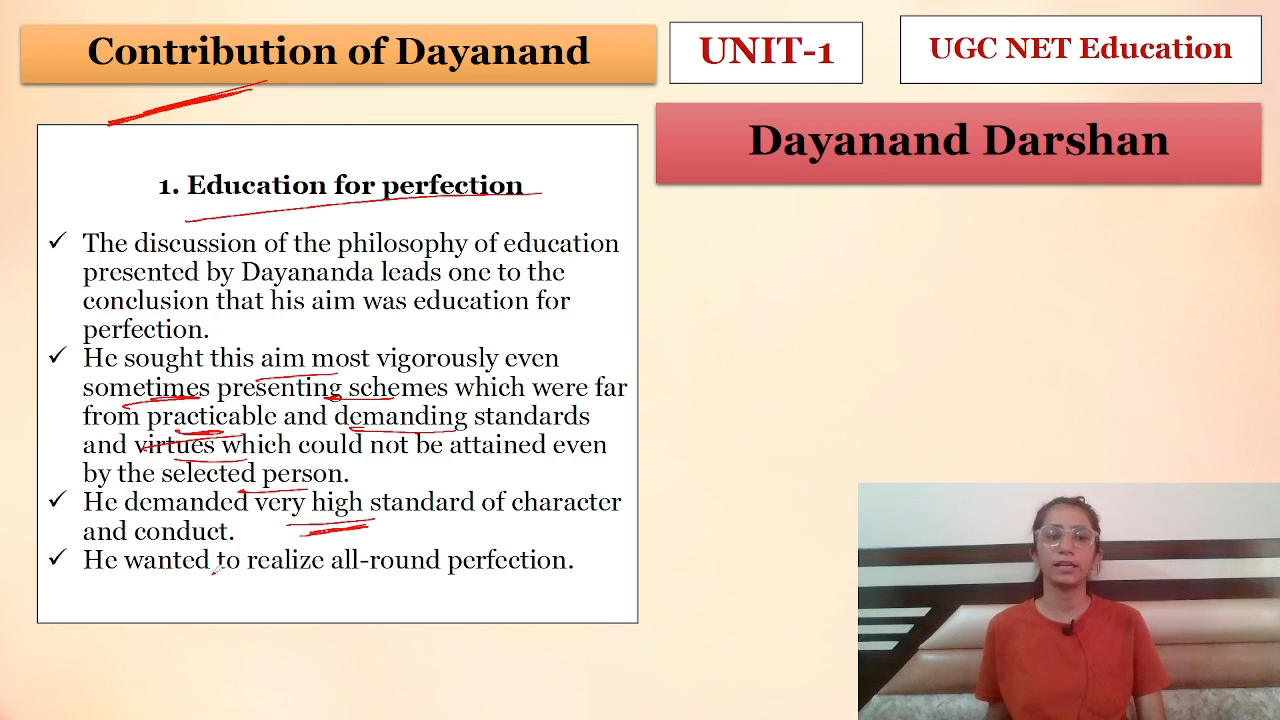 Contribution of Dayanand
UNIT-1
UGC NET Education
Dayanand Darshan
1. Education for perfection
✓ The discussion of the philosophy of education
presented by Dayananda leads one to the
conclusion that his aim was education for
perfection.
✓ He sought this aim most vigorously even
sometimes presenting schemes which were far
from practicable and demanding standards
and virtues which could not be attained even
by the selected person.
✓ He demanded very high standard of character
and conduct.
✓ He wanted to realize all-round perfection.